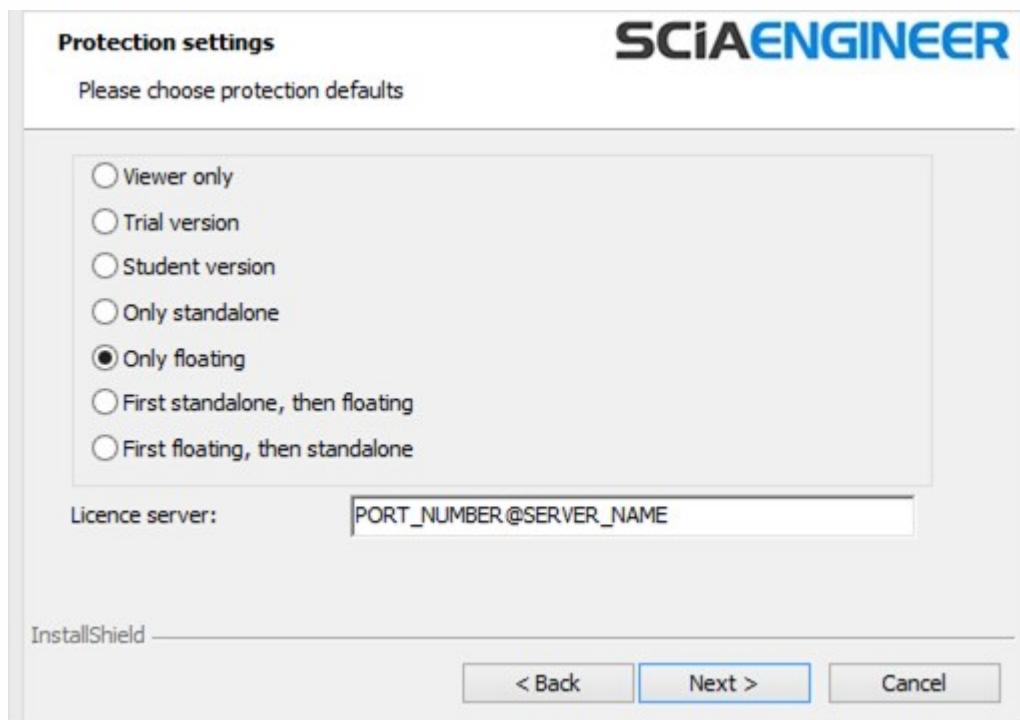 Protection settings
SCiAENGINEER
Please choose protection defaults
Viewer only
Trial version
Student version
Only standalone
Only floating
First standalone, then floating
First floating, then standalone
Licence server: PORT_NUMBER@SERVER_NAME
InstallShield
< Back Next > Cancel